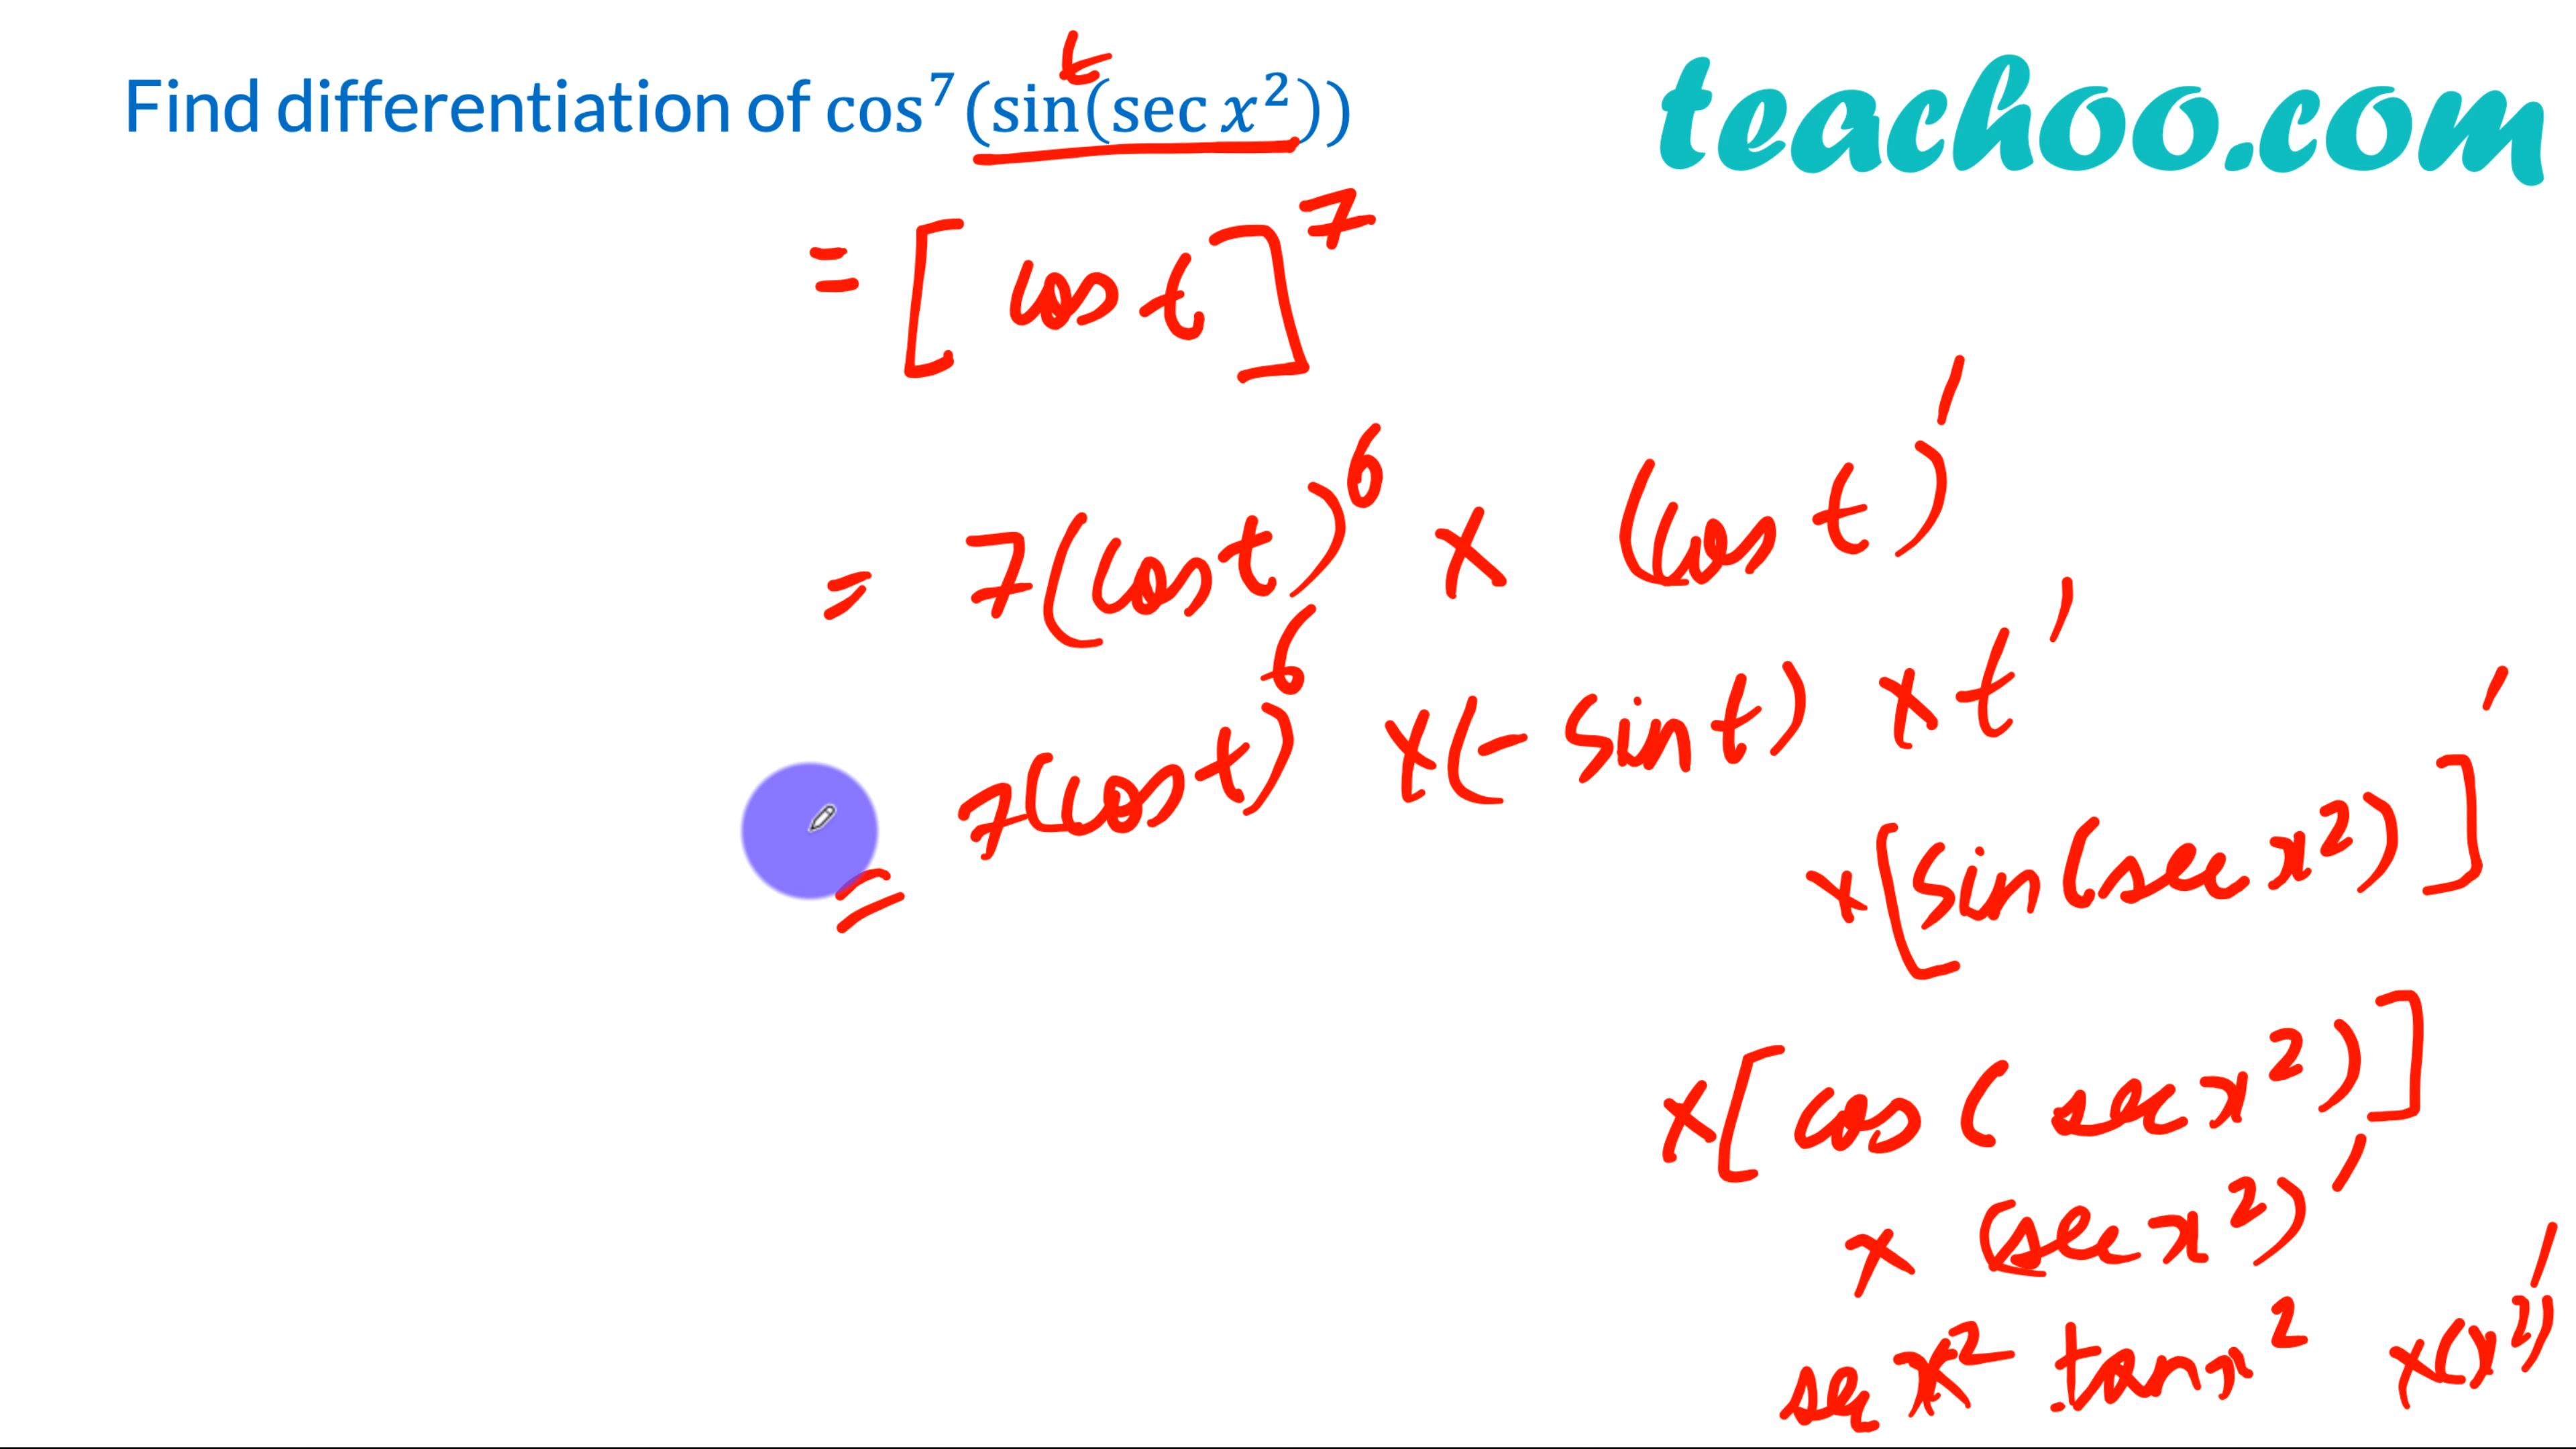 Find differentiation of cos⁷(sin(sec x²))
teachoo.com
t
= [cos t]⁷
= 7(cos t)⁶ × (cos t)'
= 7(cos t)⁶ × (- sin t) × t'
× [sin(sec x²)]'
× [cos(sec x²)]
× (sec x²)'
sec x² tan x² × (x²)'